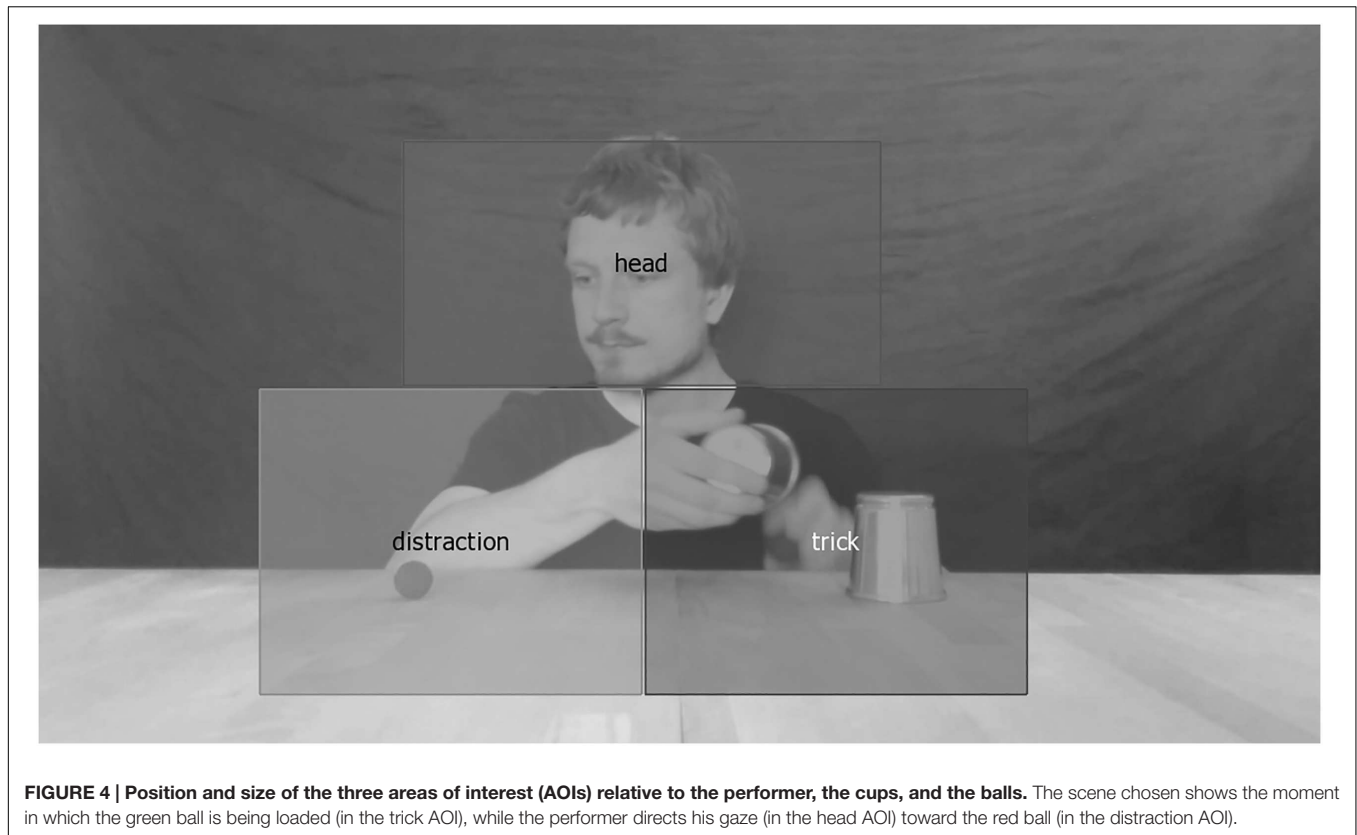 head
distraction
trick
FIGURE 4 | Position and size of the three areas of interest (AOIs) relative to the performer, the cups, and the balls. The scene chosen shows the moment
in which the green ball is being loaded (in the trick AOI), while the performer directs his gaze (in the head AOI) toward the red ball (in the distraction AOI).